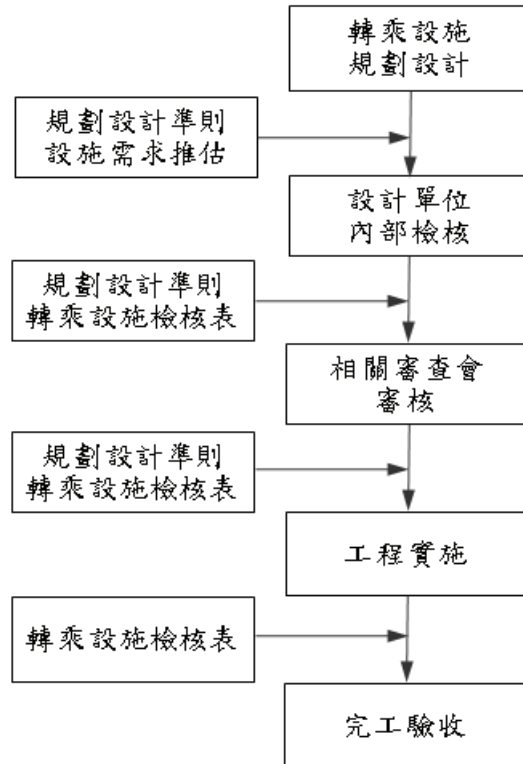 轉乘設施
規劃設計
規劃設計準則
設施需求推估
設計單位
內部檢核
規劃設計準則
轉乘設施檢核表
相關審查會
審核
規劃設計準則
轉乘設施檢核表
工程實施
轉乘設施檢核表
完工驗收